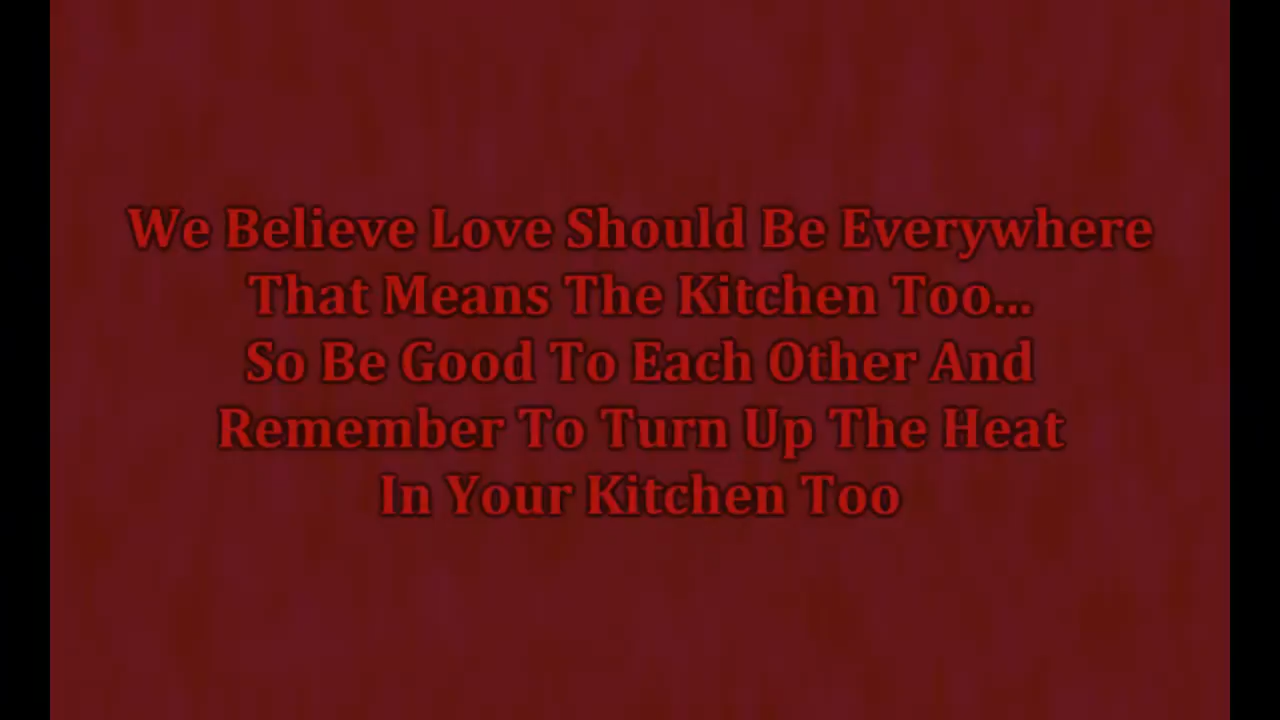 We Believe Love Should Be Everywhere
That Means The Kitchen Too...
So Be Good To Each Other And
Remember To Turn Up The Heat
In Your Kitchen Too